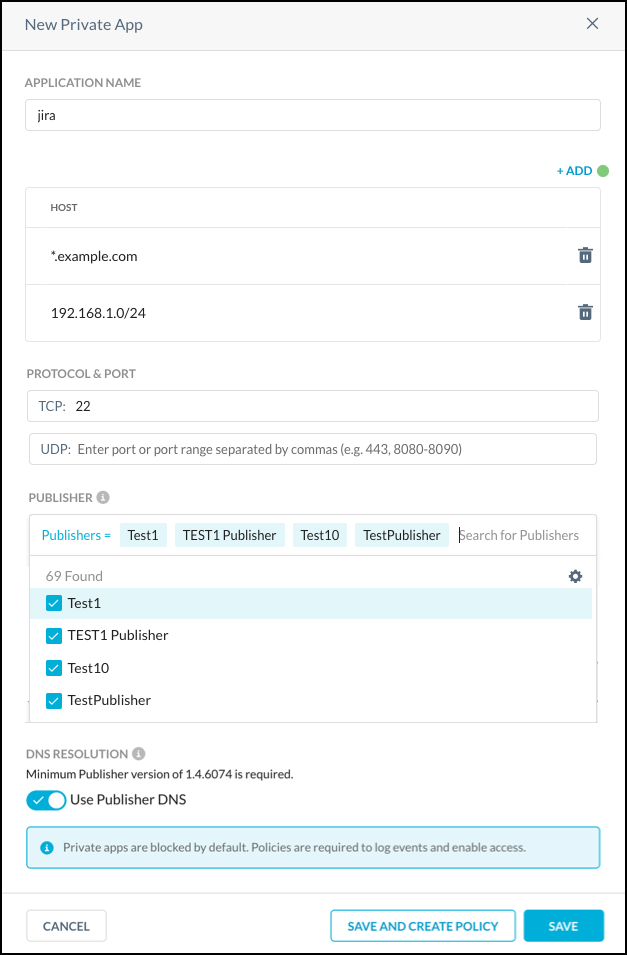 New Private App
APPLICATION NAME
jira
+ ADD
HOST
*.example.com
192.168.1.0/24
PROTOCOL & PORT
TCP: 22
UDP: Enter port or port range separated by commas (e.g. 443, 8080-8090)
PUBLISHER
Publishers = Test1 TEST1 Publisher Test10 TestPublisher Search for Publishers
69 Found
Test1
TEST1 Publisher
Test10
TestPublisher
DNS RESOLUTION
Minimum Publisher version of 1.4.6074 is required.
Use Publisher DNS
Private apps are blocked by default. Policies are required to log events and enable access.
CANCEL SAVE AND CREATE POLICY SAVE